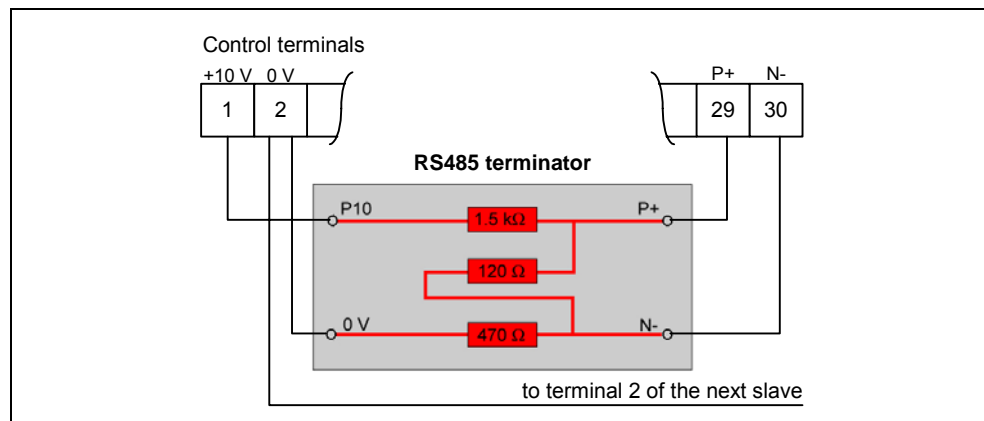 Control terminals
+10 V 0 V
P+ N-
1 2
29 30
RS485 terminator
P10 1.5 kΩ P+
120 Ω
0 V 470 Ω N-
to terminal 2 of the next slave